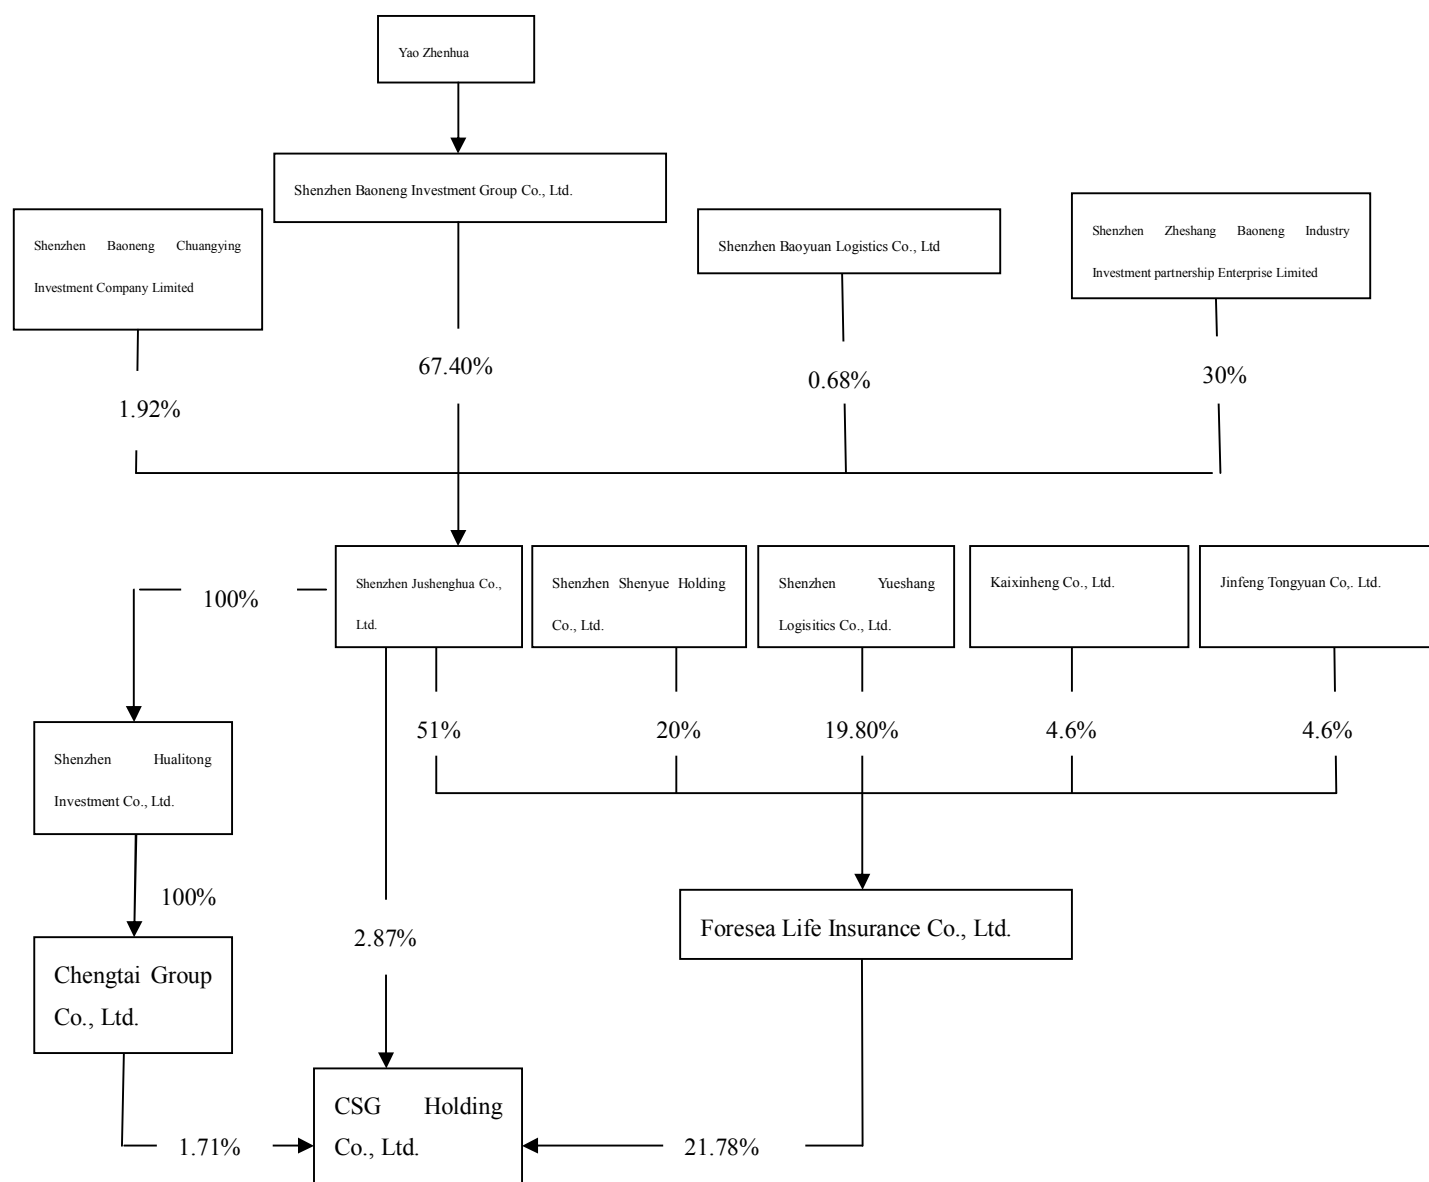 Yao Zhenhua
Shenzhen Baoneng Investment Group Co., Ltd.
Shenzhen Baoneng Chuangying
Investment Company Limited
Shenzhen Baoyuan Logistics Co., Ltd
Shenzhen Zheshang Baoneng Industry
Investment partnership Enterprise Limited
1.92%
67.40%
0.68%
30%
Shenzhen Jushenghua Co.,
Ltd.
Shenzhen Shenyue Holding
Co., Ltd.
Shenzhen Yueshang
Logisitics Co., Ltd.
Kaixinheng Co., Ltd.
Jinfeng Tongyuan Co,. Ltd.
100%
51%
20%
19.80%
4.6%
4.6%
Shenzhen Hualitong
Investment Co., Ltd.
100%
2.87%
Foresea Life Insurance Co., Ltd.
Chengtai Group
Co., Ltd.
CSG Holding
Co., Ltd.
1.71%
21.78%